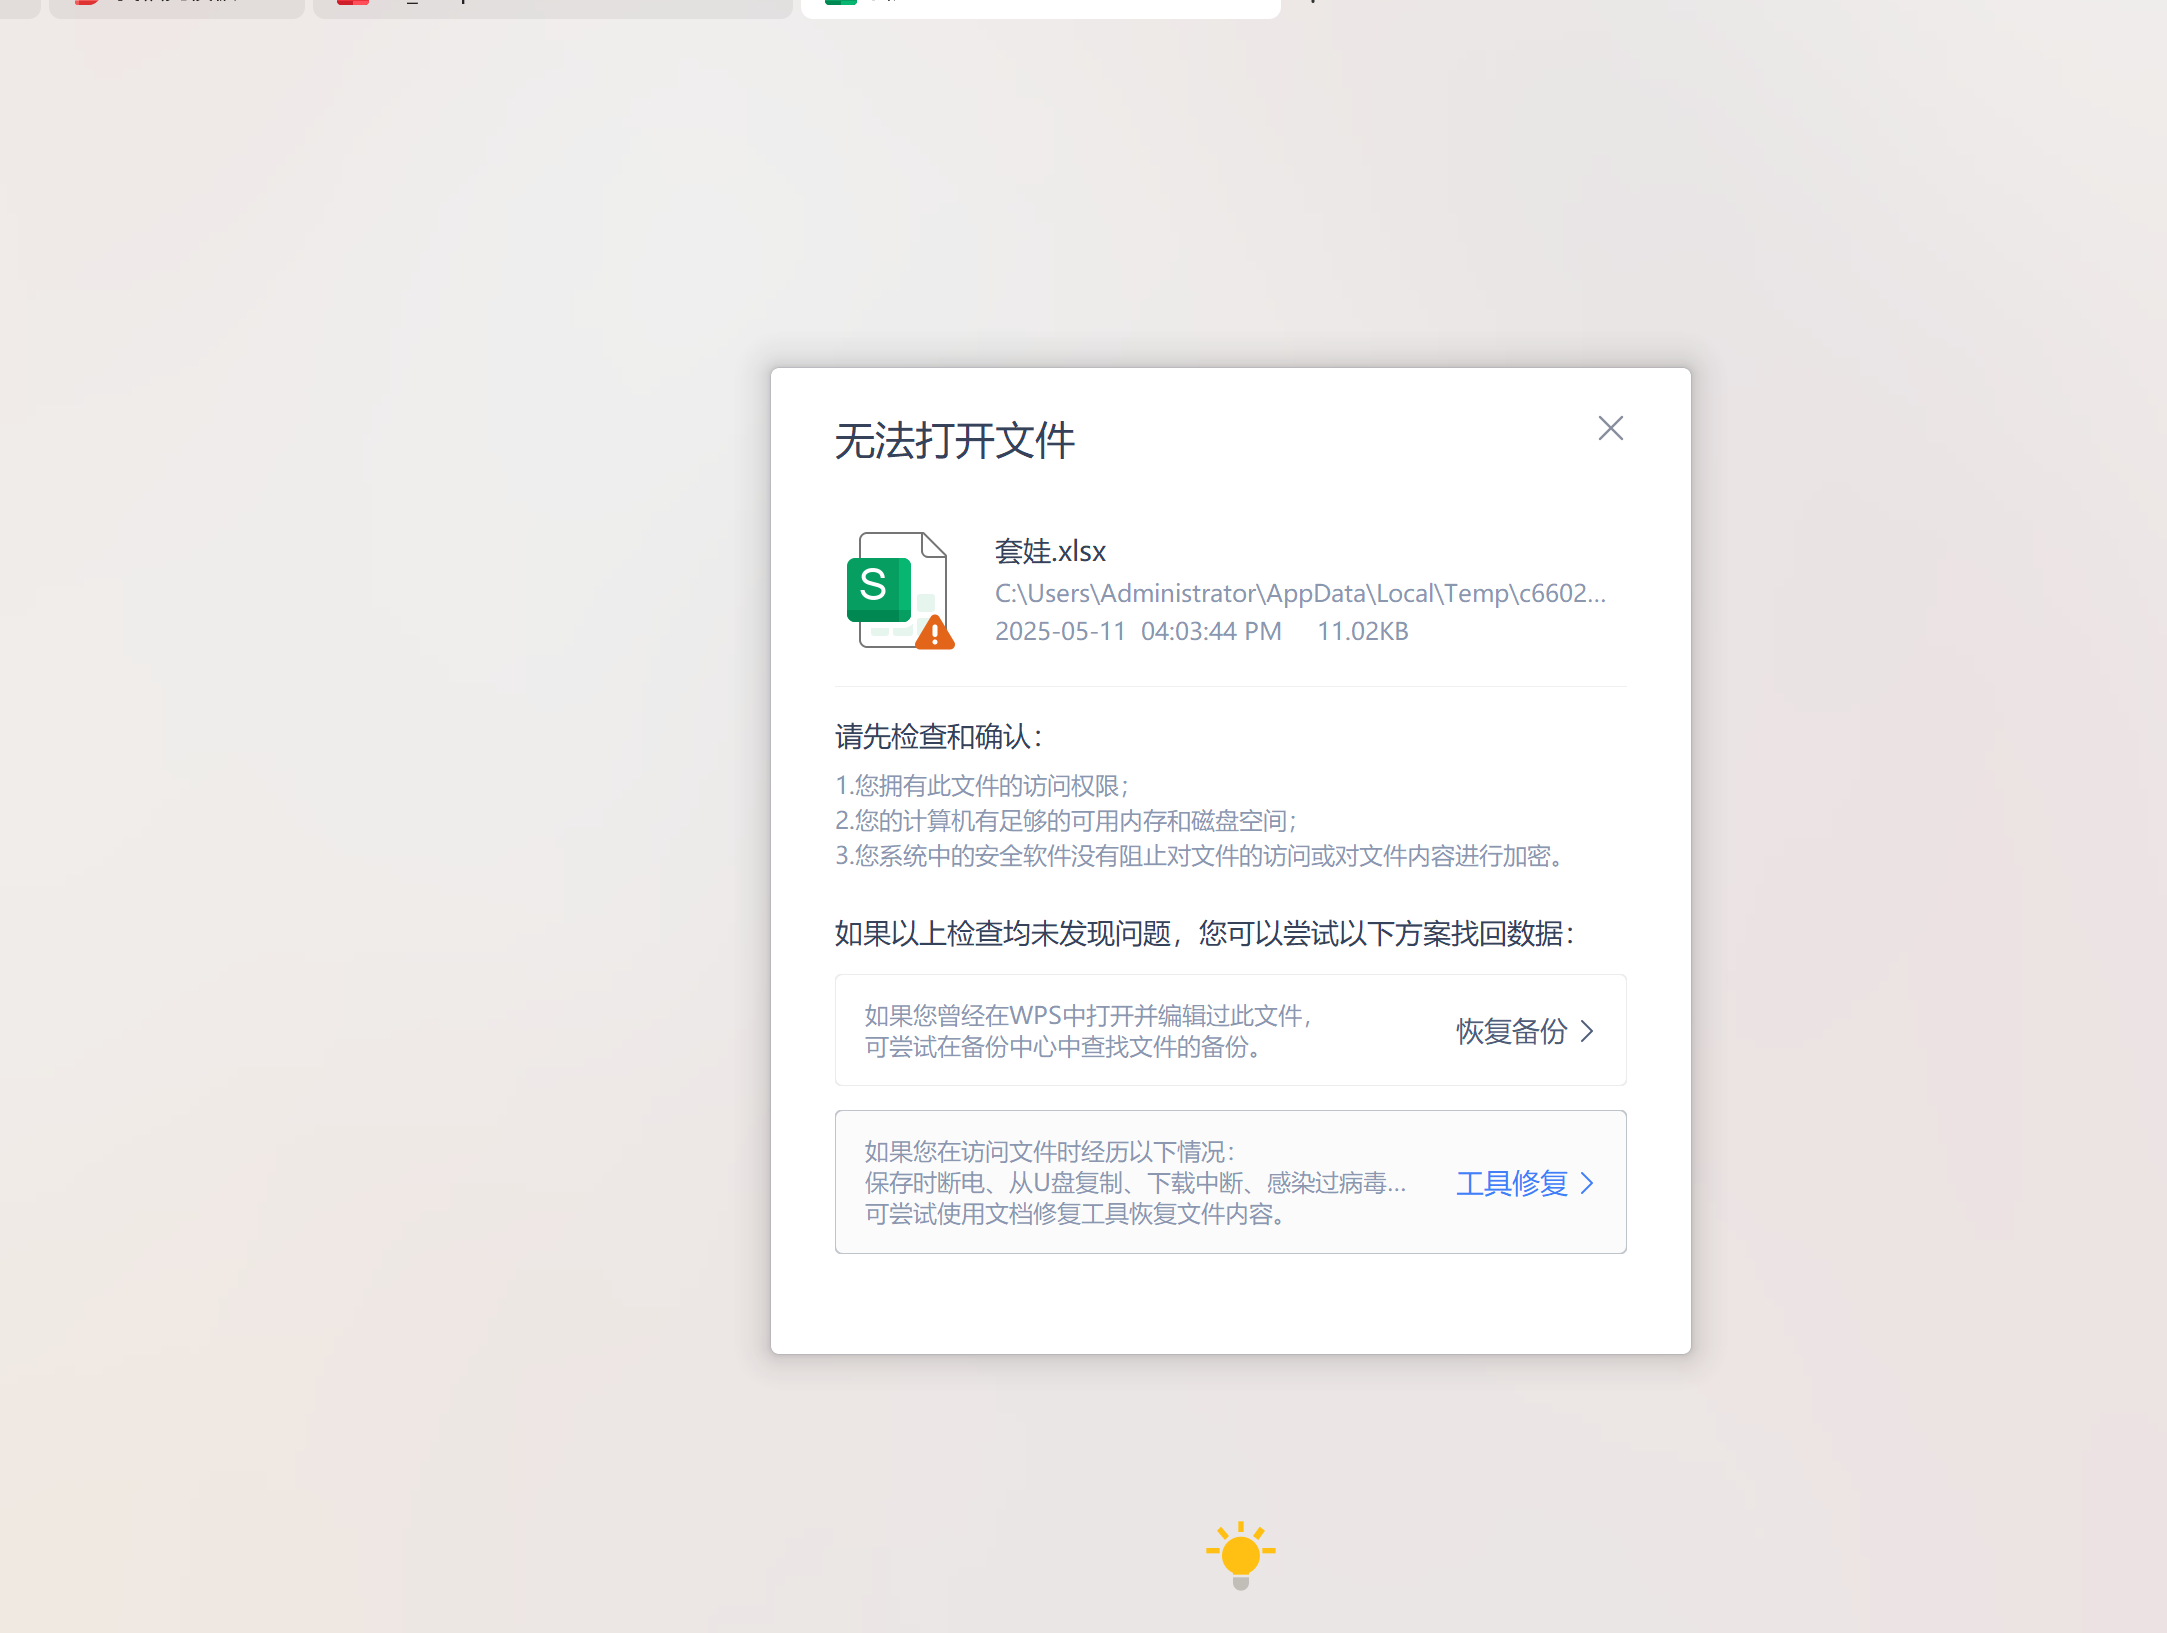 无法打开文件
S
套娃.xlsx
C:\Users\Administrator\AppData\Local\Temp\c6602...
2025-05-11 04:03:44 PM 11.02KB
请先检查和确认：
1.您拥有此文件的访问权限；
2.您的计算机有足够的可用内存和磁盘空间；
3.您系统中的安全软件没有阻止对文件的访问或对文件内容进行加密。
如果以上检查均未发现问题，您可以尝试以下方案找回数据：
如果您曾经在WPS中打开并编辑过此文件，
可尝试在备份中心中查找文件的备份。
恢复备份
如果您在访问文件时经历以下情况：
保存时断电、从U盘复制、下载中断、感染过病毒...
可尝试使用文档修复工具恢复文件内容。
工具修复